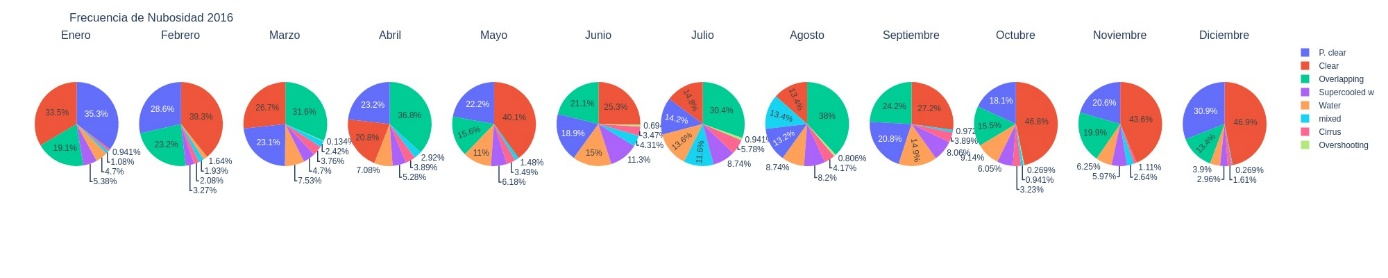 Frecuencia de Nubosidad 2016
Enero Febrero Marzo Abril Mayo Junio Julio Agosto Septiembre Octubre Noviembre Diciembre
P. clear
Clear
Overlapping
Supercooled w
Water
mixed
Cirrus
Overshooting
33.5% 35.3% 19.1% 0.941% 1.08% 4.7% 5.38%
28.6% 39.3% 23.2% 1.64% 1.93% 2.08% 3.27%
26.7% 31.6% 23.1% 0.134% 2.42% 3.76% 4.7% 7.53%
23.2% 36.8% 20.8% 7.08% 2.92% 3.89% 5.28%
22.2% 40.1% 15.6% 11% 1.48% 3.49% 6.18%
21.1% 25.3% 18.9% 15% 3.47% 4.31% 11.3%
14.8% 30.4% 14.2% 13.6% 11.6% 5.78% 8.74%
13.4% 38% 13.4% 13.2% 8.74% 0.806% 4.17% 8.2%
24.2% 27.2% 20.8% 14.9% 3.89% 8.06%
18.1% 46.8% 15.5% 9.14% 6.05% 0.269% 0.941% 3.23%
20.6% 43.6% 19.9% 6.25% 5.97% 1.11% 2.64%
30.9% 46.9% 13.4% 3.9% 2.96% 0.269% 1.61%